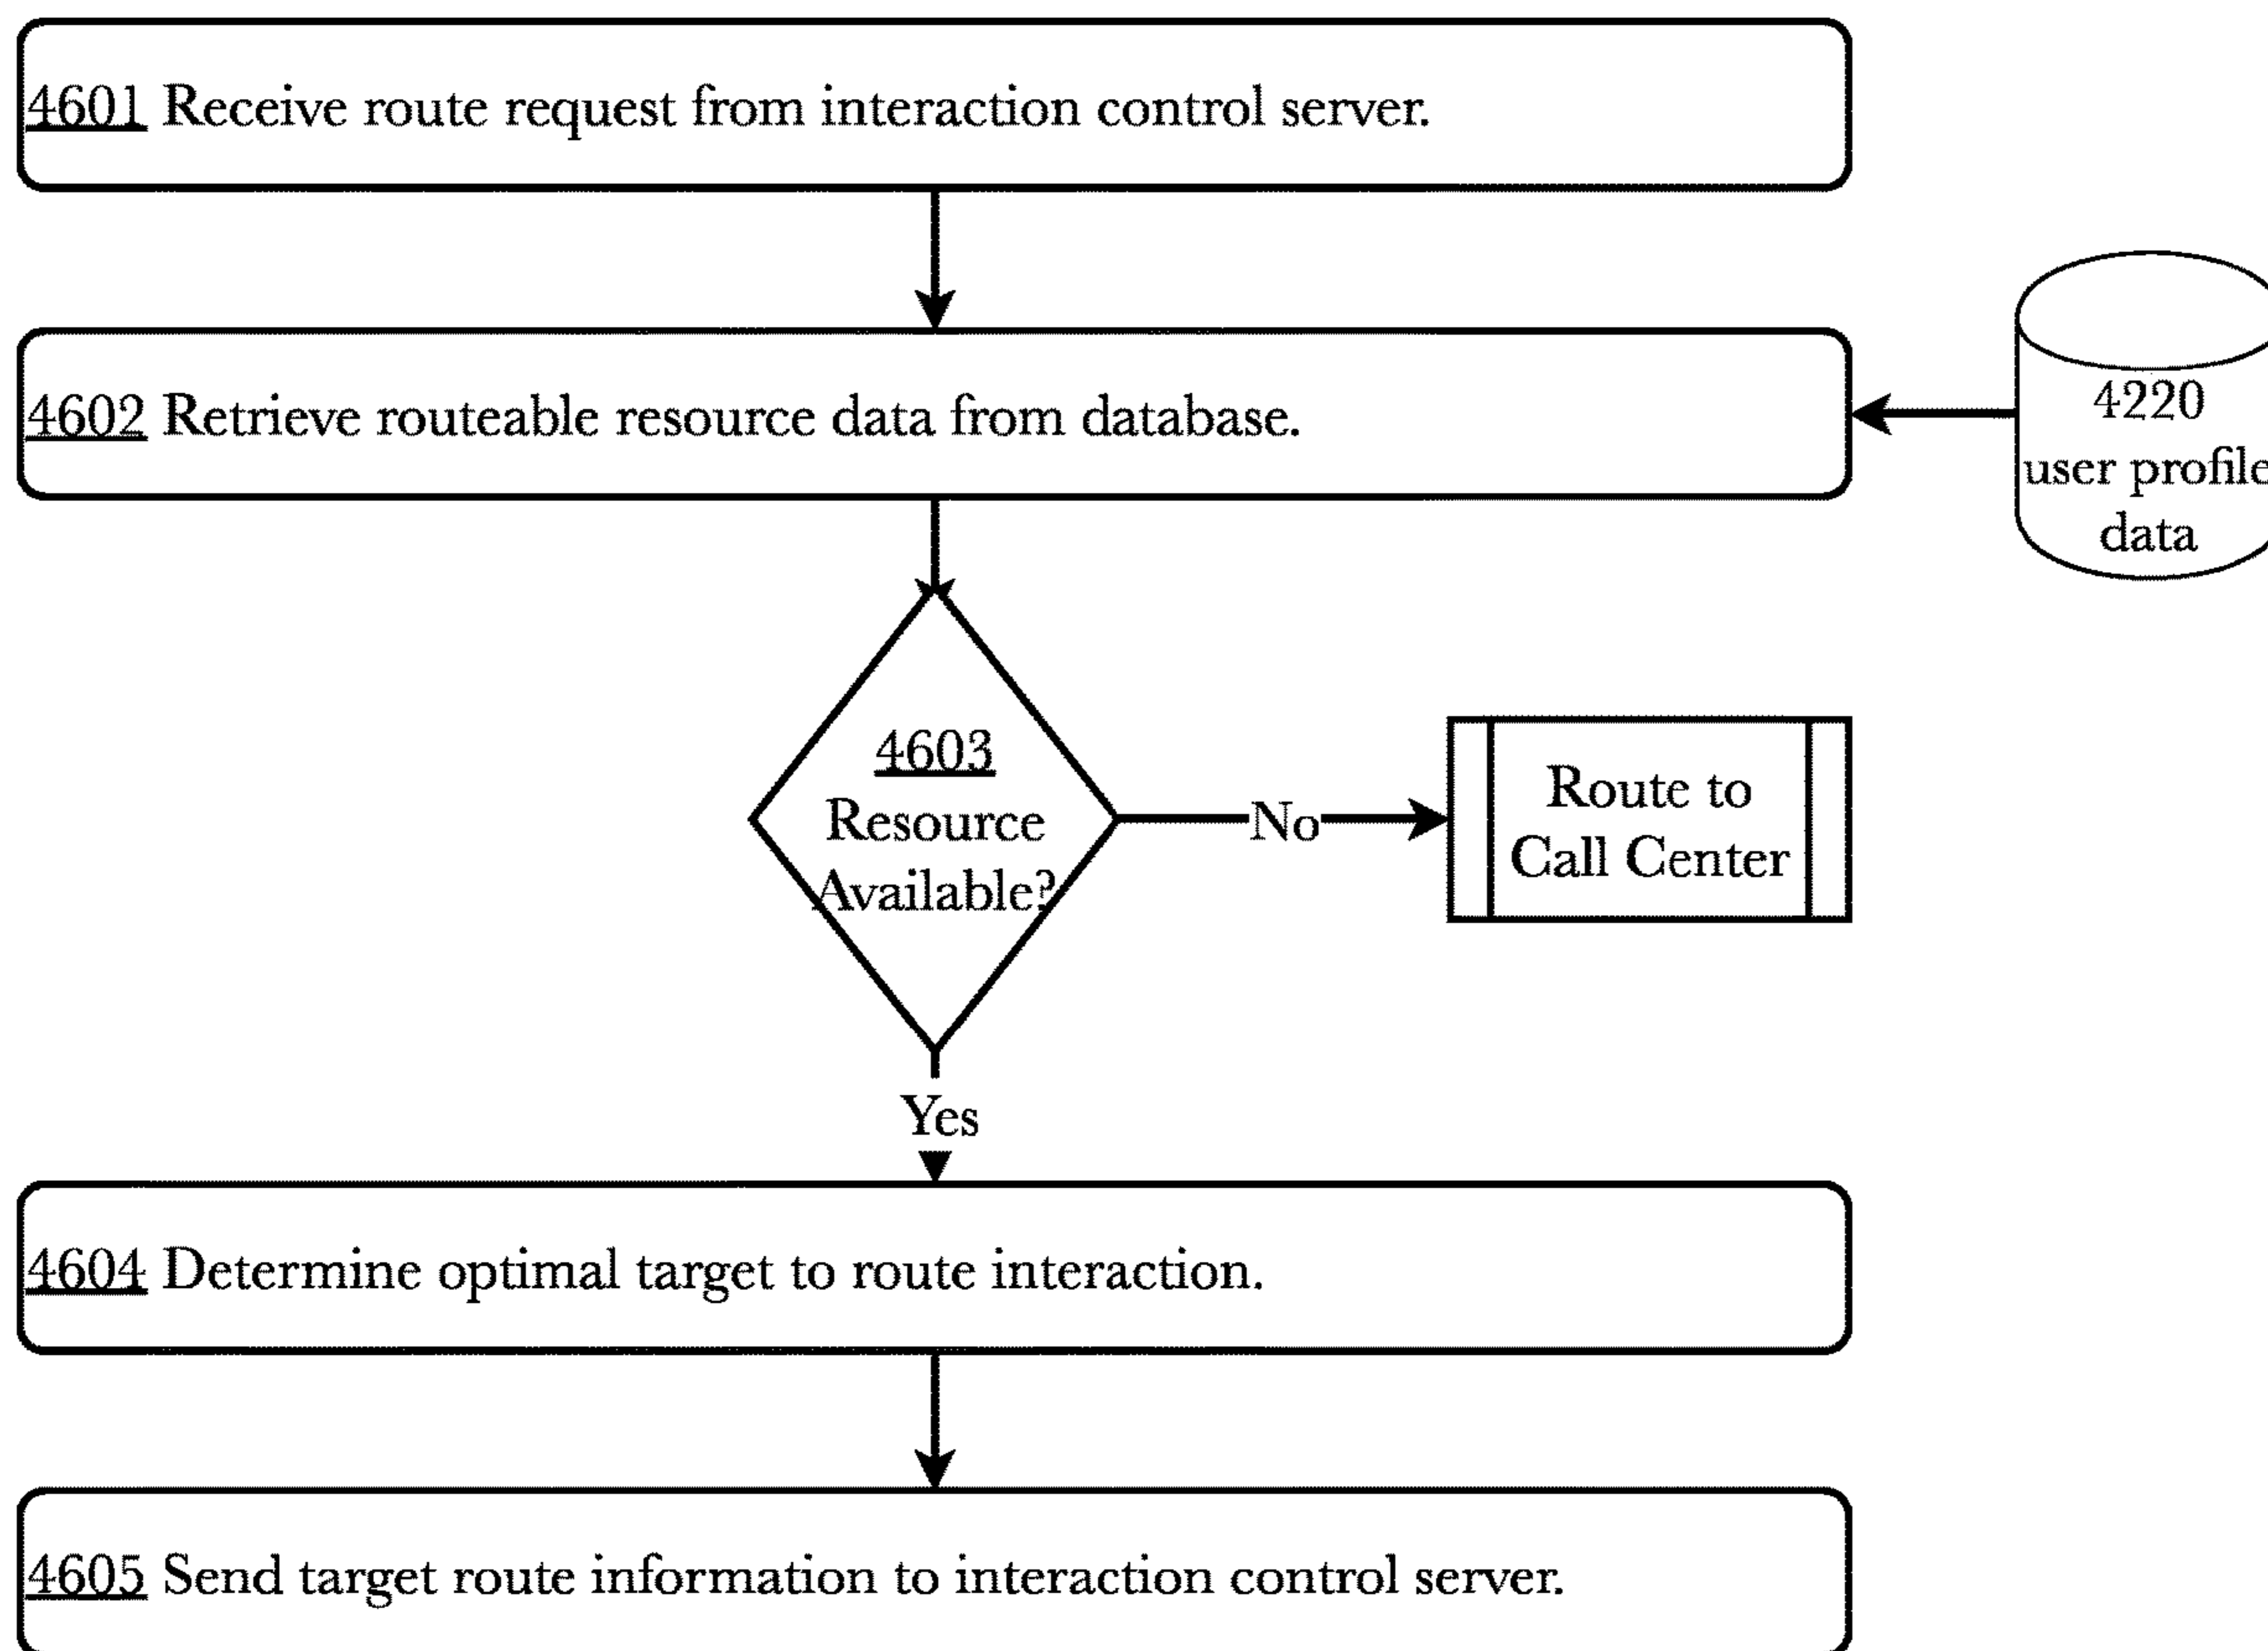 4601 Receive route request from interaction control server.
4602 Retrieve routeable resource data from database.
4220
user profile
data
4603
Resource
Available?
No
Route to
Call Center
Yes
4604 Determine optimal target to route interaction.
4605 Send target route information to interaction control server.